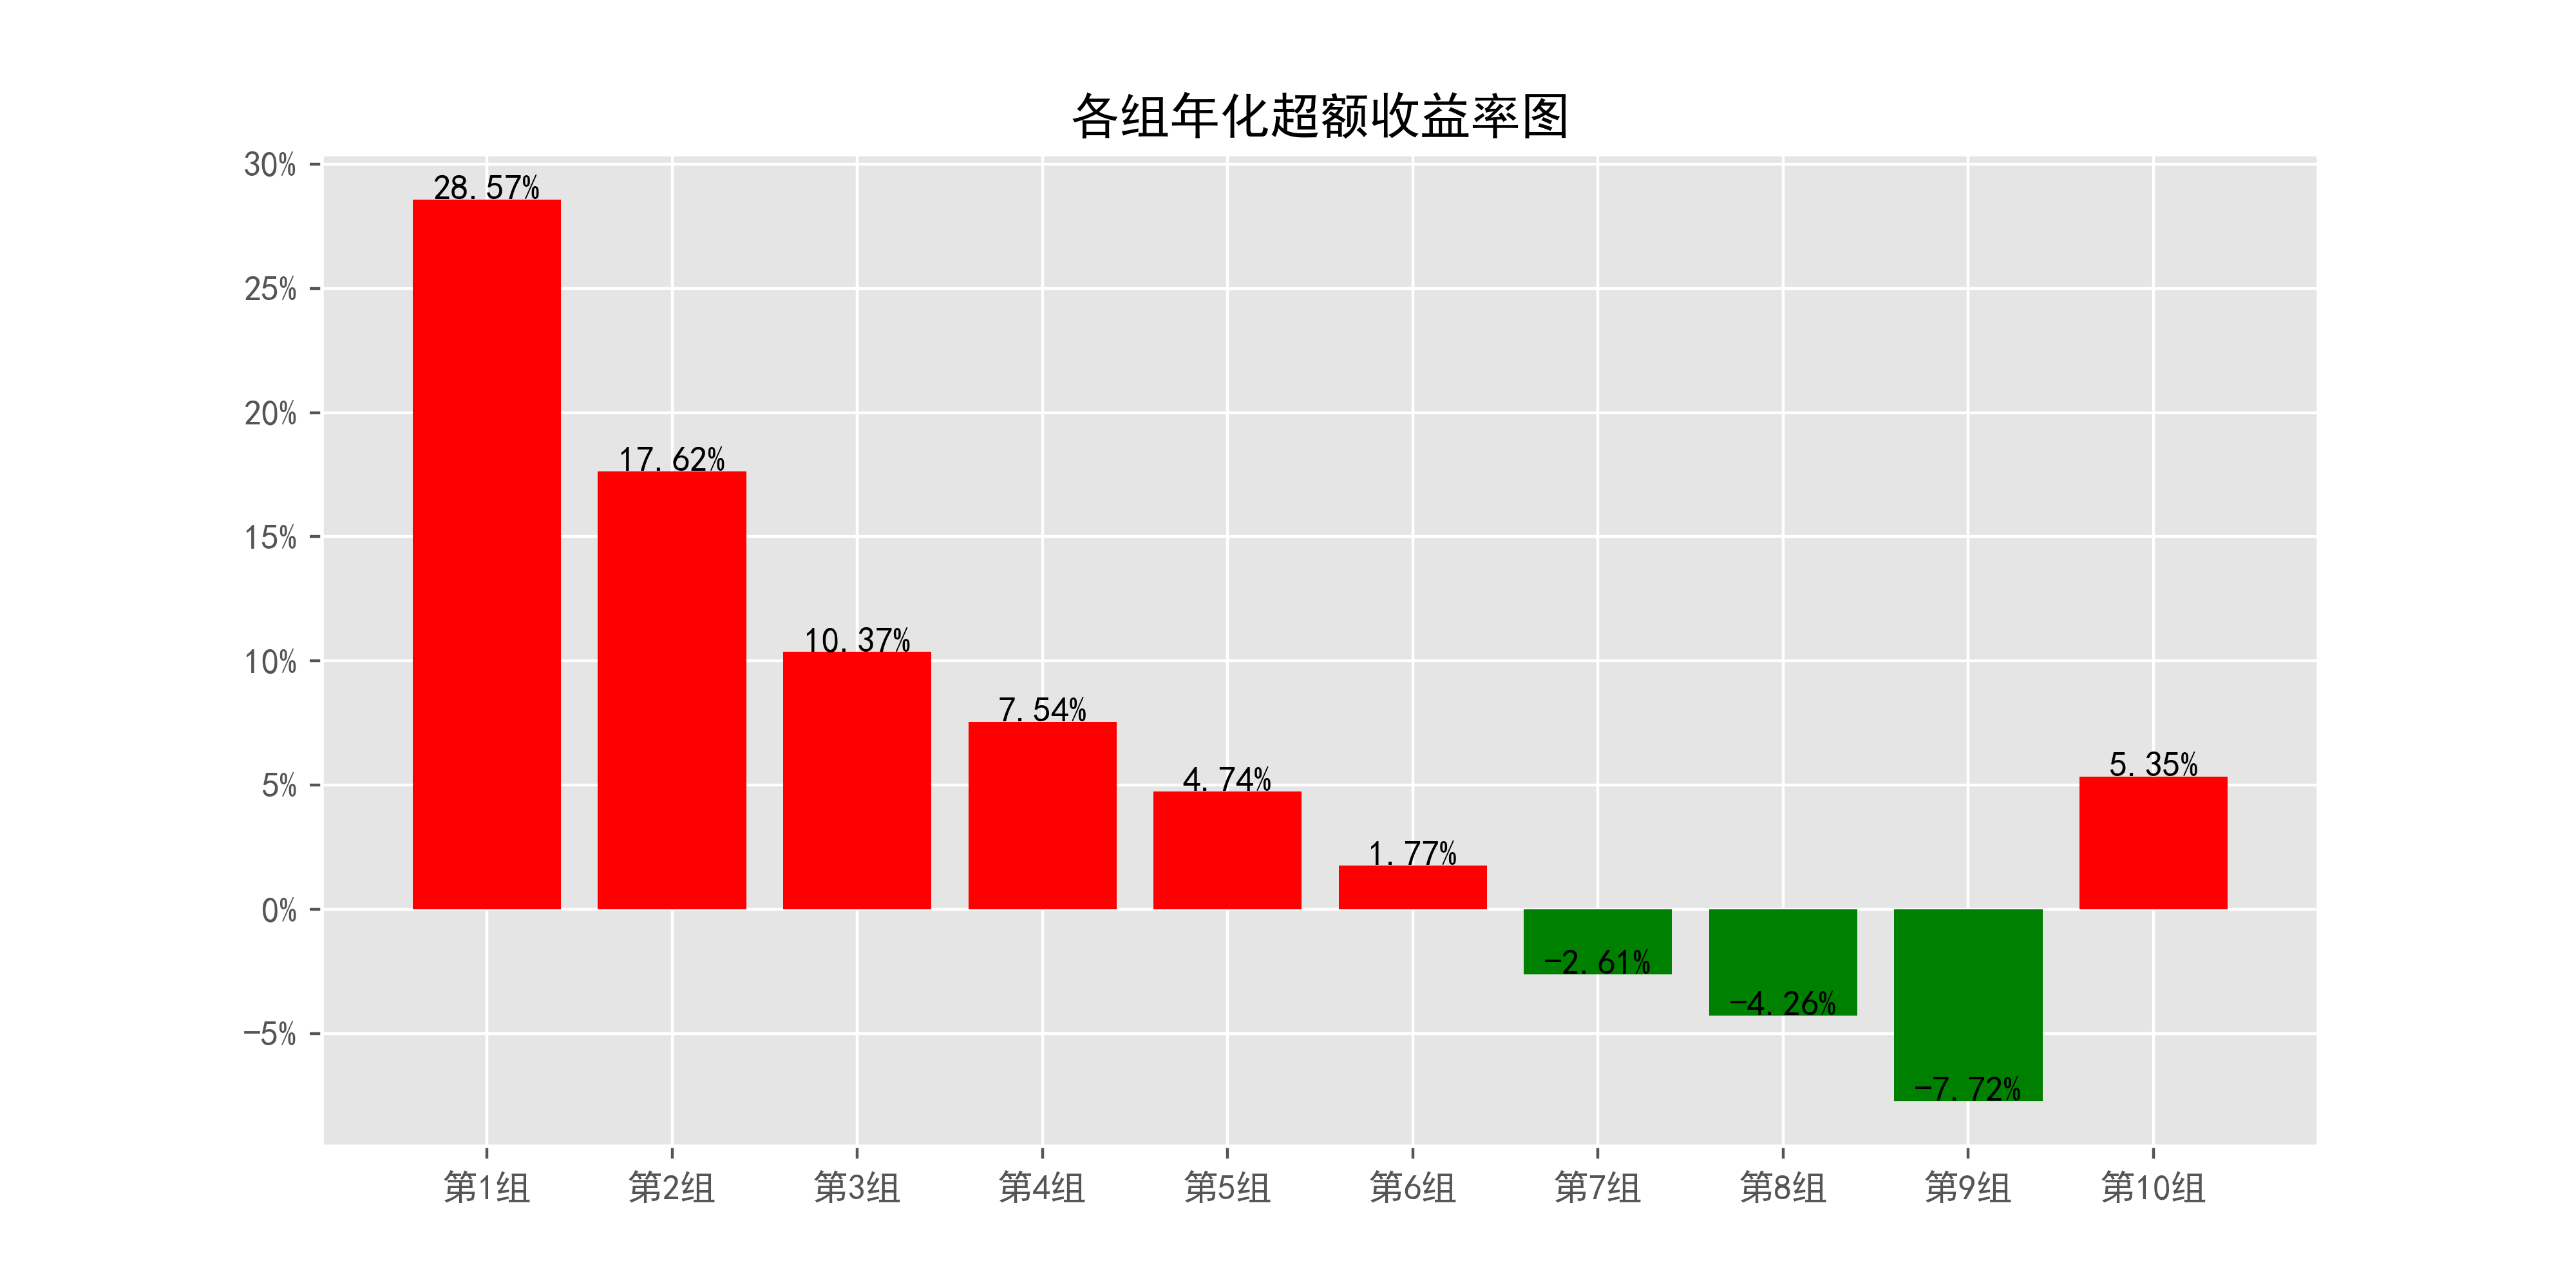 各组年化超额收益率图
30%
25%
20%
15%
10%
5%
0%
−5%
28.57%
17.62%
10.37%
7.54%
4.74%
1.77%
−2.61%
−4.26%
−7.72%
5.35%
第1组
第2组
第3组
第4组
第5组
第6组
第7组
第8组
第9组
第10组